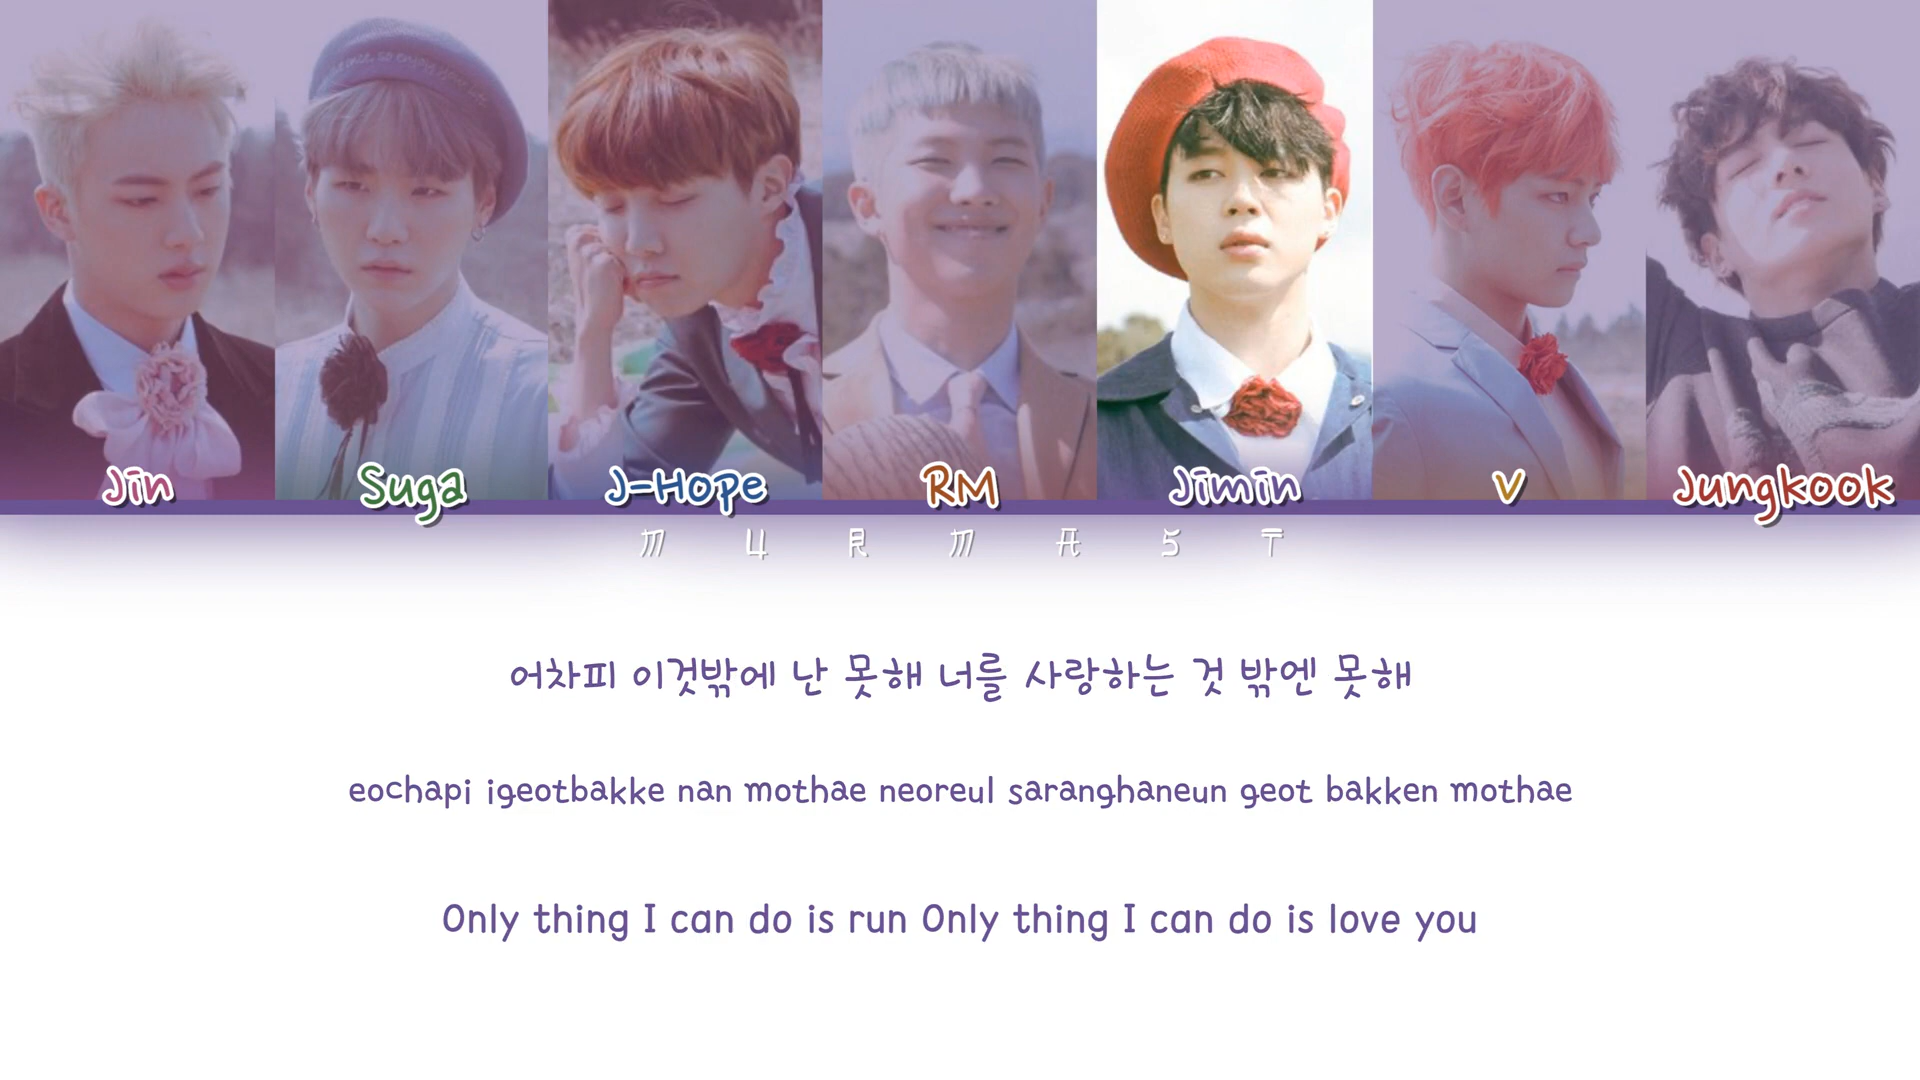 Jin Suga J-Hope RM Jimin V Jungkook
MURMAST
어차피 이것밖에 난 못해 너를 사랑하는 것 밖엔 못해
eochapi igeotbakke nan mothae neoreul saranghaneun geot bakken mothae
Only thing I can do is run Only thing I can do is love you